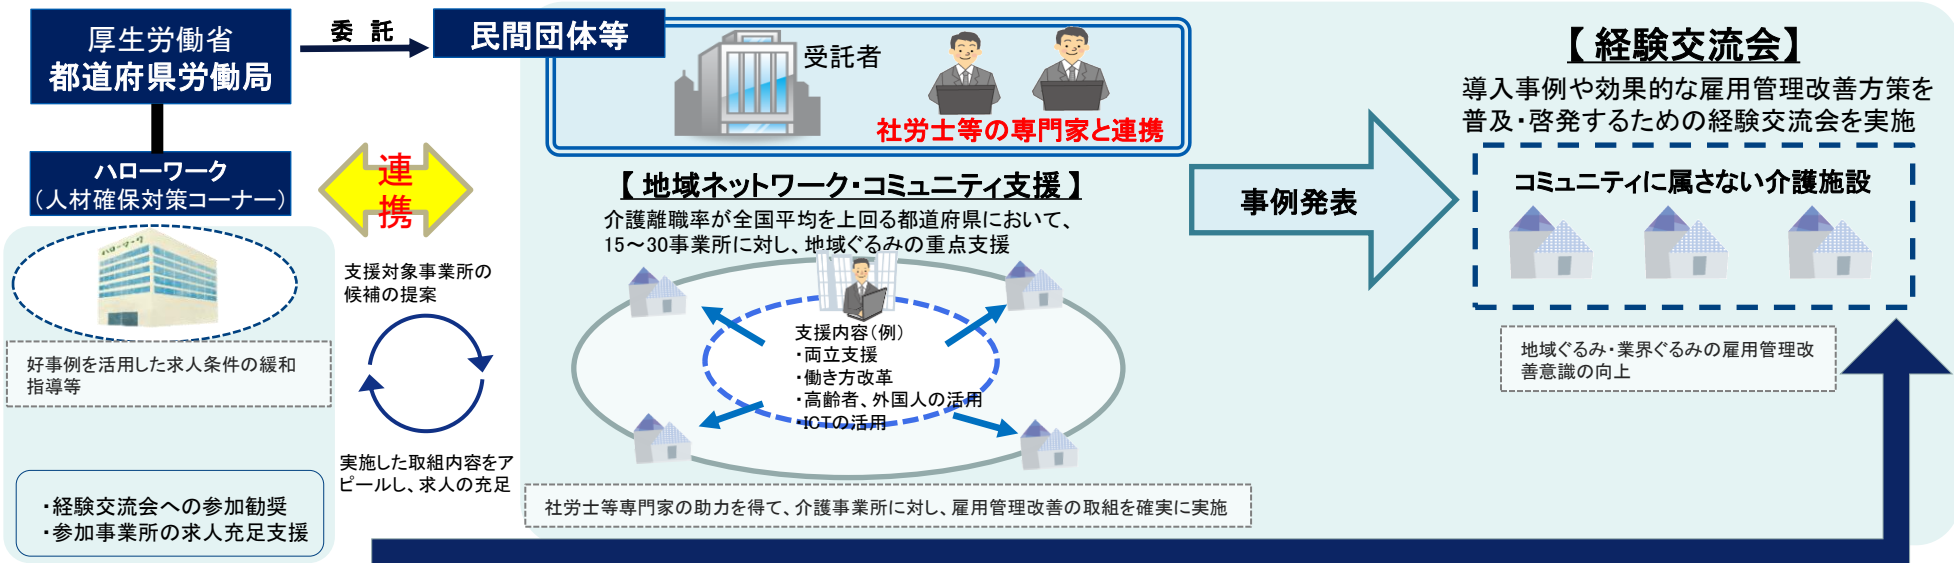 厚生労働省
都道府県労働局
委 託
民間団体等
受託者
社労士等の専門家と連携
ハローワーク
（人材確保対策コーナー）
ハローワーク
好事例を活用した求人条件の緩和
指導等
・経験交流会への参加勧奨
・参加事業所の求人充足支援
連
携
支援対象事業所の
候補の提案
実施した取組内容をア
ピールし、求人の充足
【 地域ネットワーク・コミュニティ支援 】
介護離職率が全国平均を上回る都道府県において、
15～30事業所に対し、地域ぐるみの重点支援
支援内容（例）
・両立支援
・働き方改革
・高齢者、外国人の活用
・ICTの活用
社労士等専門家の助力を得て、介護事業所に対し、雇用管理改善の取組を確実に実施
事例発表
【 経験交流会】
導入事例や効果的な雇用管理改善方策を
普及・啓発するための経験交流会を実施
コミュニティに属さない介護施設
地域ぐるみ・業界ぐるみの雇用管理改
善意識の向上